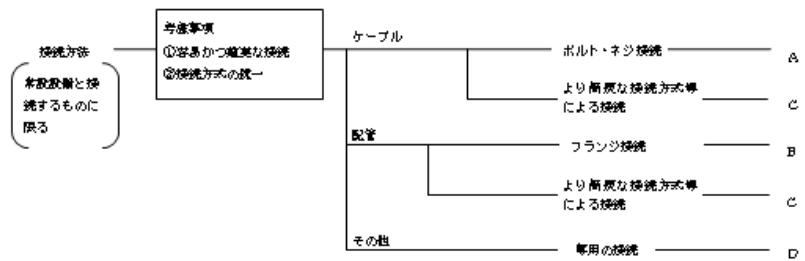 接続方法
常設設備と接
続するものに
限る
考慮事項
①容易かつ確実な接続
②接続方式の統一
ケーブル
ボルト・ネジ接続
A
より簡便な接続方式等
による接続
C
配管
フランジ接続
B
より簡便な接続方式等
による接続
C
その他
専用の接続
D